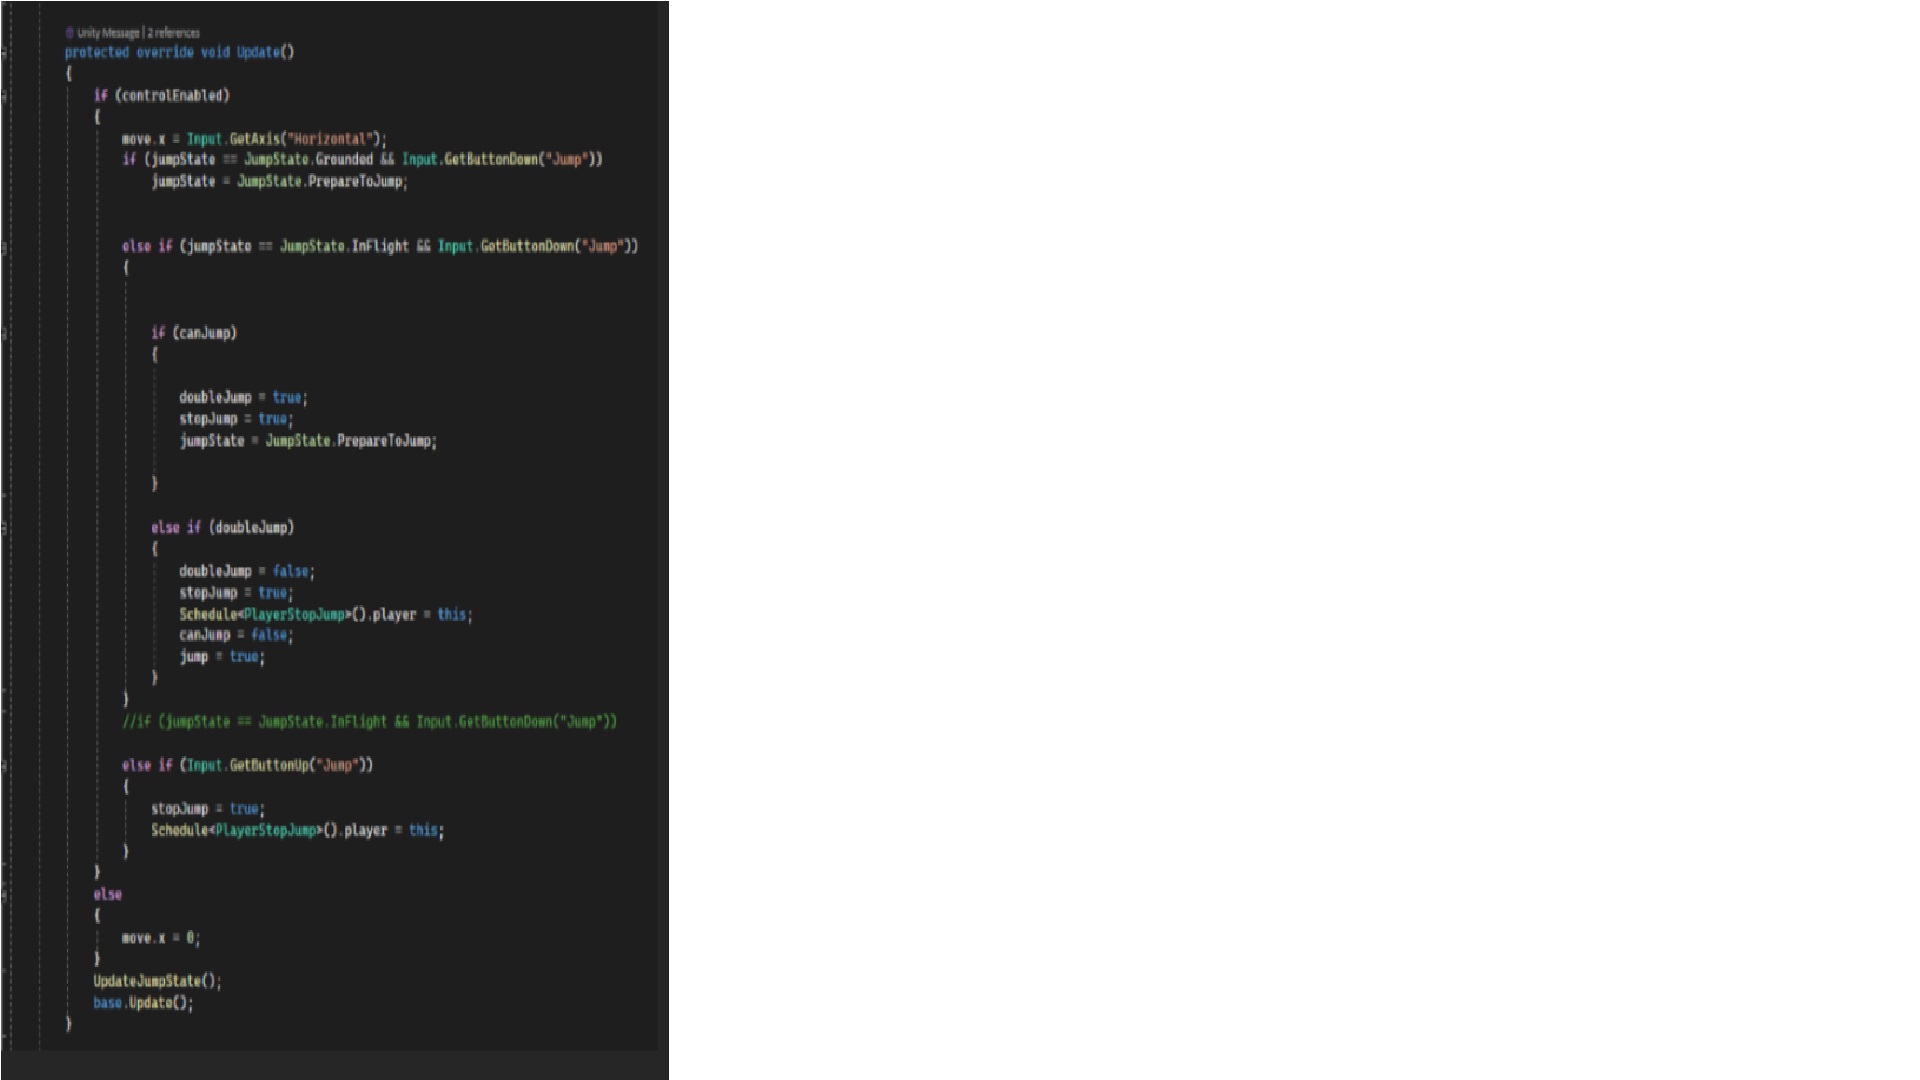 Unity Message | 2 references
protected override void Update()
{
if (controlEnabled)
{
move.x = Input.GetAxis("Horizontal");
if (jumpState == JumpState.Grounded && Input.GetButtonDown("Jump"))
jumpState = JumpState.PrepareToJump;
else if (jumpState == JumpState.InFlight && Input.GetButtonDown("Jump"))
{
if (canJump)
{
doubleJump = true;
stopJump = true;
jumpState = JumpState.PrepareToJump;
}
else if (doubleJump)
{
doubleJump = false;
stopJump = true;
Schedule<PlayerStopJump>().player = this;
canJump = false;
jump = true;
}
}
//if (jumpState == JumpState.InFlight && Input.GetButtonDown("Jump"))
else if (Input.GetButtonUp("Jump"))
{
stopJump = true;
Schedule<PlayerStopJump>().player = this;
}
}
else
{
move.x = 0;
}
UpdateJumpState();
base.Update();
}